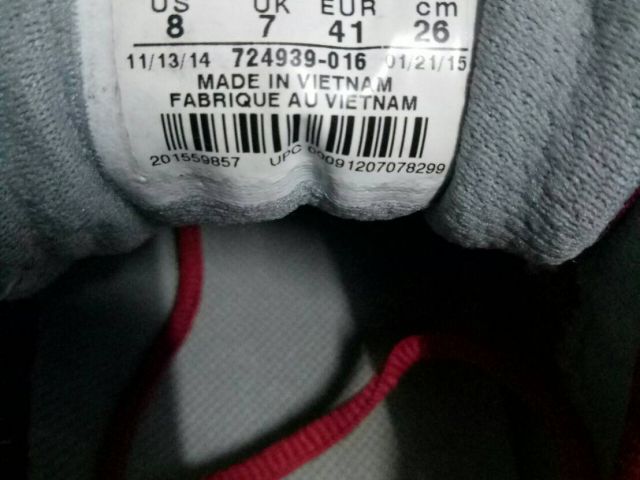 US UK EUR cm
8 7 41 26
11/13/14 724939-016 01/21/15
MADE IN VIETNAM
FABRIQUE AU VIETNAM
201559857 UPC 00091207078299